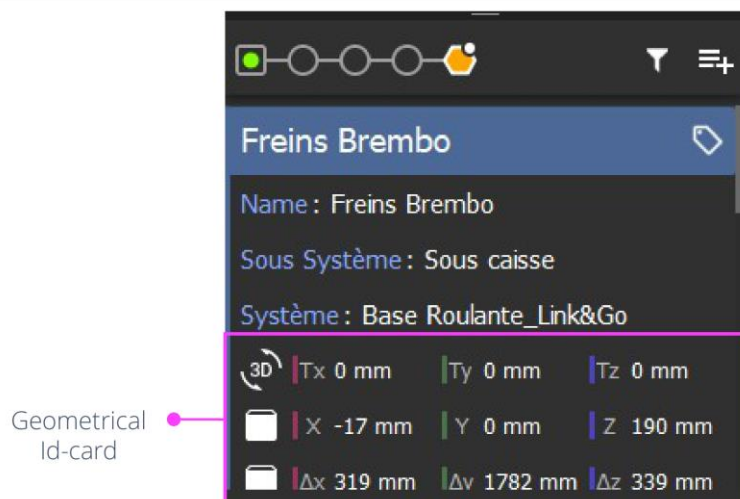 Freins Brembo
Name : Freins Brembo
Sous Système : Sous caisse
Système : Base Roulante_Link&Go
3D Tx 0 mm Ty 0 mm Tz 0 mm
X -17 mm Y 0 mm Z 190 mm
Δx 319 mm Δy 1782 mm Δz 339 mm
Geometrical
Id-card